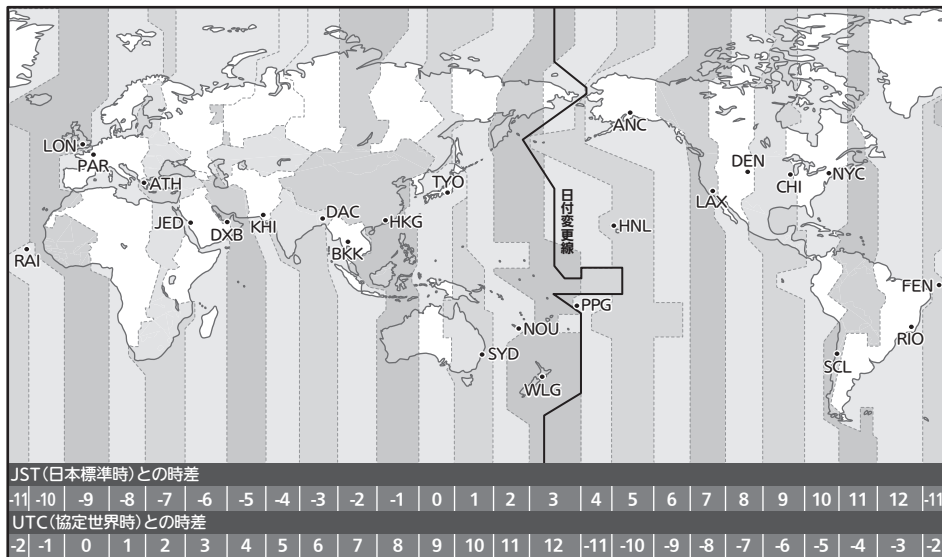 LON
PAR
ATH
JED
DXB
KHI
DAC
BKK
HKG
TYO
RAI
SYD
NOU
WLG
日付変更線
PPG
HNL
ANC
LAX
DEN
CHI
NYC
FEN
RIO
SCL
JST(日本標準時)との時差
-11 -10 -9 -8 -7 -6 -5 -4 -3 -2 -1 0 1 2 3 4 5 6 7 8 9 10 11 12 -11
UTC(協定世界時)との時差
-2 -1 0 1 2 3 4 5 6 7 8 9 10 11 12 -11 -10 -9 -8 -7 -6 -5 -4 -3 -2